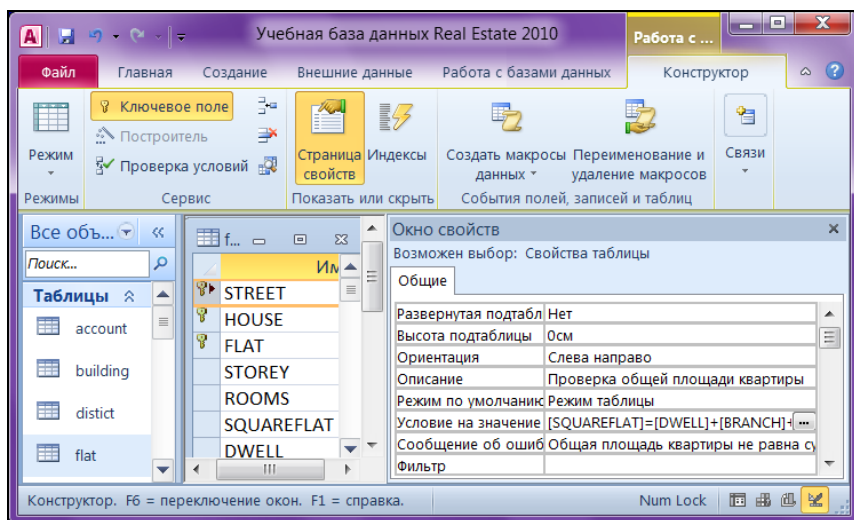 Учебная база данных Real Estate 2010
Работа с ...
Файл Главная Создание Внешние данные Работа с базами данных Конструктор
Режим
Ключевое поле
Построитель
Проверка условий
Страница свойств
Индексы
Создать макросы данных
Переименование и удаление макросов
Связи
Режимы Сервис Показать или скрыть События полей, записей и таблиц
Все объ...
Поиск...
Таблицы
account
building
distict
flat
f...
Им
STREET
HOUSE
FLAT
STOREY
ROOMS
SQUAREFLAT
DWELL
Окно свойств
Возможен выбор: Свойства таблицы
Общие
Развернутая подтабл Нет
Высота подтаблицы 0см
Ориентация Слева направо
Описание Проверка общей площади квартиры
Режим по умолчанию Режим таблицы
Условие на значение [SQUAREFLAT]=[DWELL]+[BRANCH]+ ...
Сообщение об ошиб Общая площадь квартиры не равна су
Фильтр
Конструктор. F6 = переключение окон. F1 = справка. Num Lock